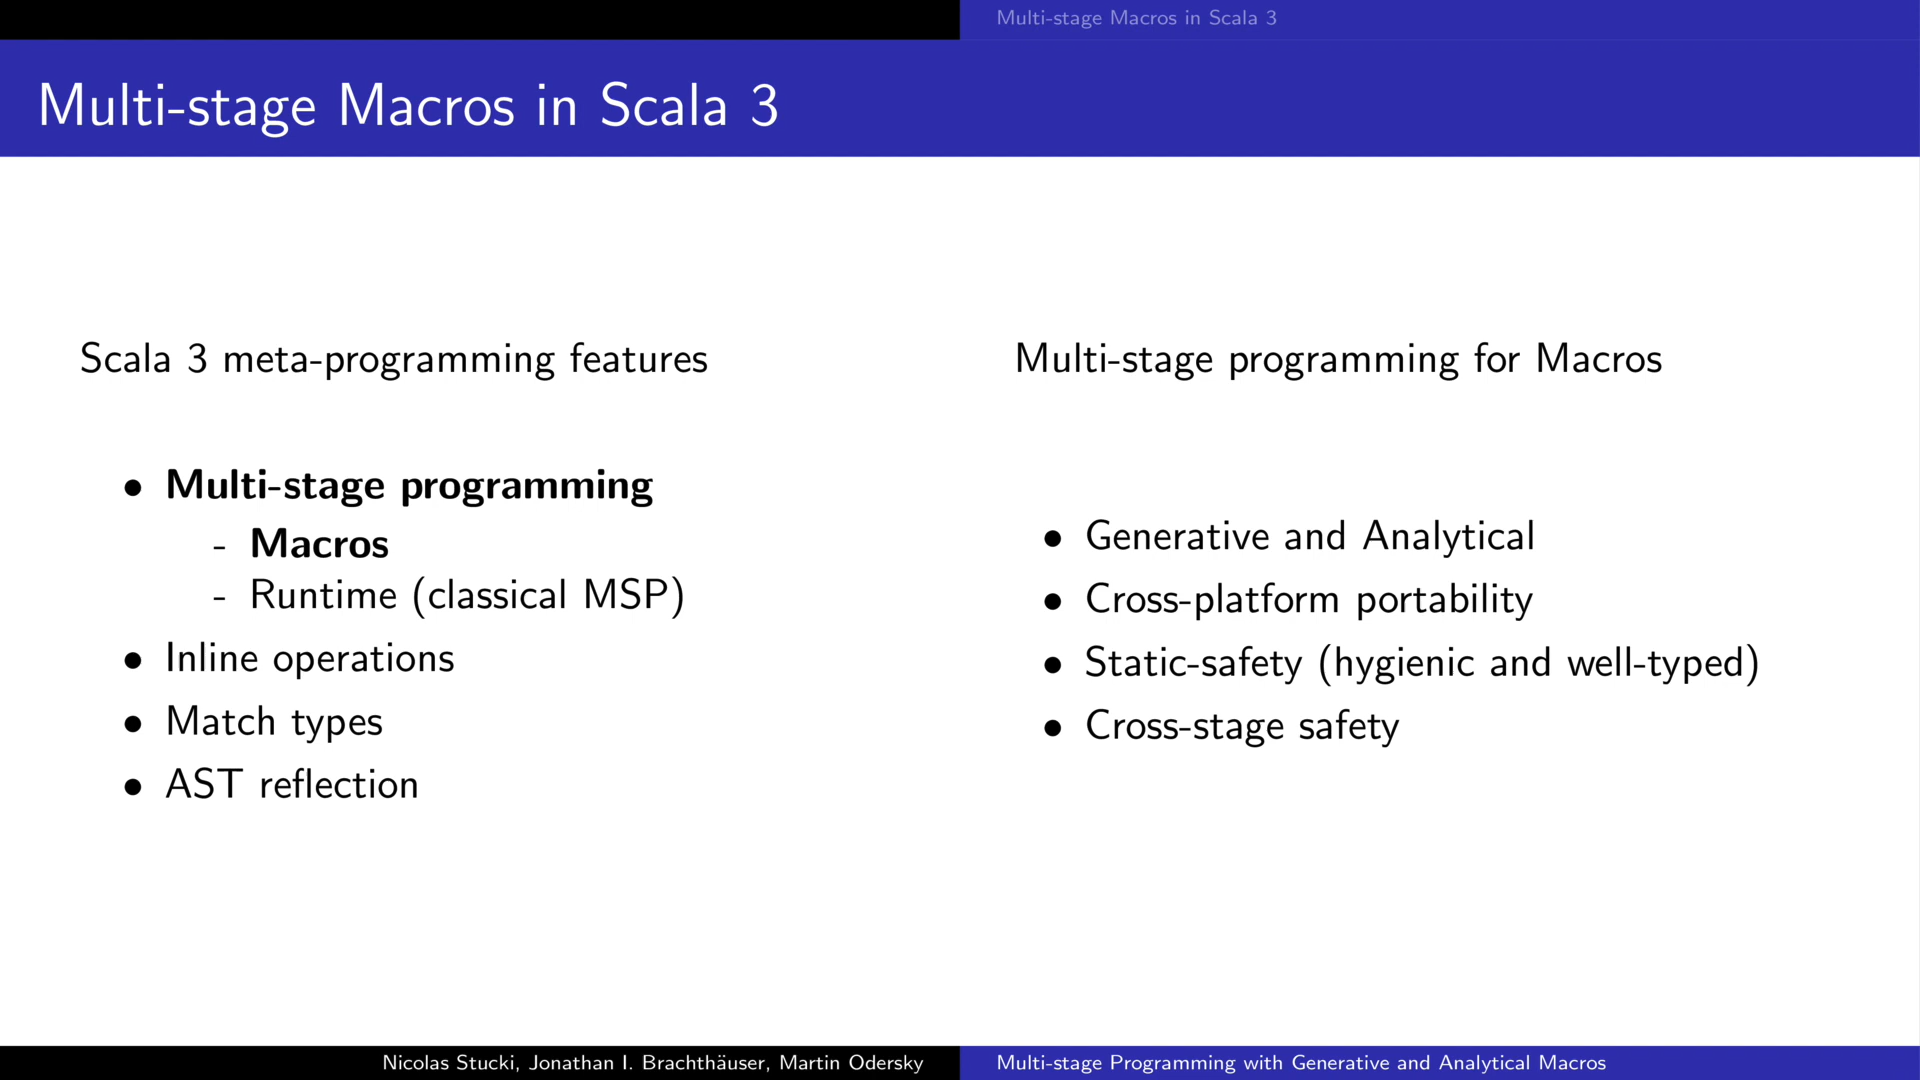 Multi-stage Macros in Scala 3
Multi-stage Macros in Scala 3
Scala 3 meta-programming features
• Multi-stage programming
- Macros
- Runtime (classical MSP)
• Inline operations
• Match types
• AST reflection
Multi-stage programming for Macros
• Generative and Analytical
• Cross-platform portability
• Static-safety (hygienic and well-typed)
• Cross-stage safety
Nicolas Stucki, Jonathan I. Brachthäuser, Martin Odersky
Multi-stage Programming with Generative and Analytical Macros